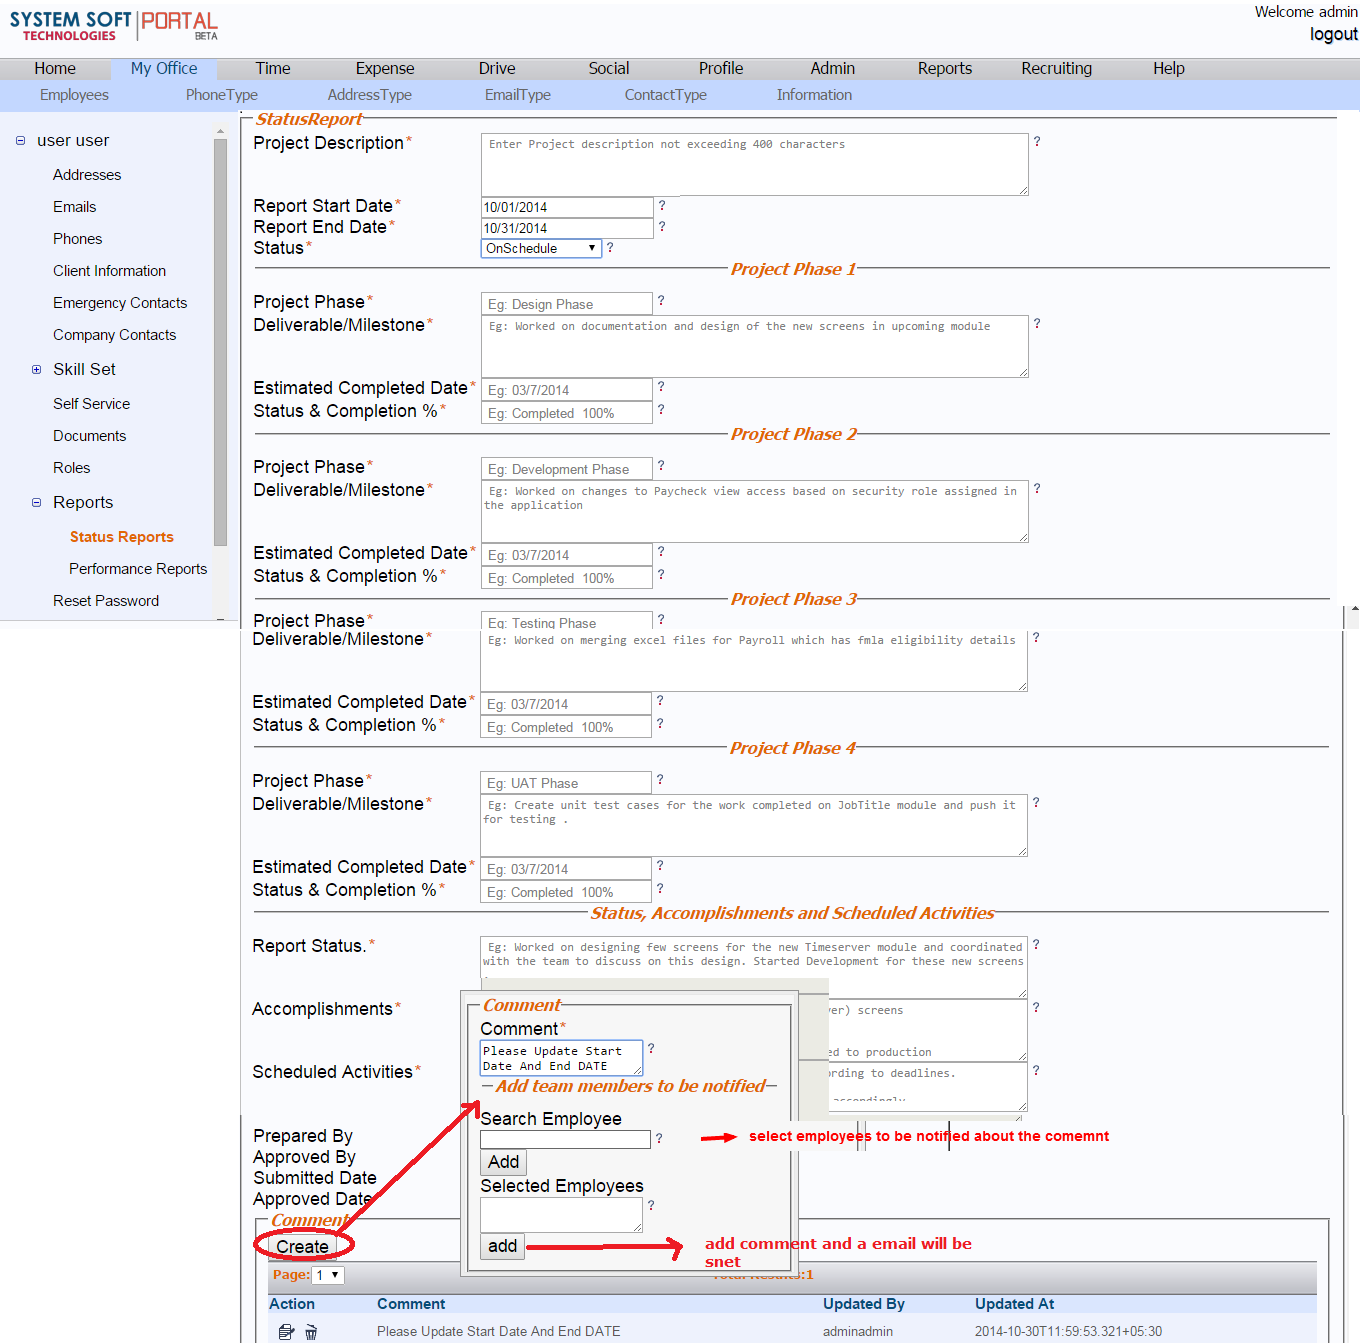 SYSTEM SOFT PORTAL
TECHNOLOGIES BETA
Welcome admin
logout
Home My Office Time Expense Drive Social Profile Admin Reports Recruiting Help
Employees PhoneType AddressType EmailType ContactType Information
user user
Addresses
Emails
Phones
Client Information
Emergency Contacts
Company Contacts
Skill Set
Self Service
Documents
Roles
Reports
Status Reports
Performance Reports
Reset Password
StatusReport
Project Description* ?
Enter Project description not exceeding 400 characters
Report Start Date* 10/01/2014 ?
Report End Date* 10/31/2014 ?
Status* OnSchedule ?
Project Phase 1
Project Phase* Eg: Design Phase ?
Deliverable/Milestone* Eg: Worked on documentation and design of the new screens in upcoming module ?
Estimated Completed Date* Eg: 03/7/2014 ?
Status & Completion %* Eg: Completed 100% ?
Project Phase 2
Project Phase* Eg: Development Phase ?
Deliverable/Milestone* Eg: Worked on changes to Paycheck view access based on security role assigned in ?
the application
Estimated Completed Date* Eg: 03/7/2014 ?
Status & Completion %* Eg: Completed 100% ?
Project Phase 3
Project Phase* Eg: Testing Phase ?
Deliverable/Milestone* Eg: Worked on merging excel files for Payroll which has fmla eligibility details ?
Estimated Completed Date* Eg: 03/7/2014 ?
Status & Completion %* Eg: Completed 100% ?
Project Phase 4
Project Phase* Eg: UAT Phase ?
Deliverable/Milestone* Eg: Create unit test cases for the work completed on JobTitle module and push it ?
for testing .
Estimated Completed Date* Eg: 03/7/2014 ?
Status & Completion %* Eg: Completed 100% ?
Status, Accomplishments and Scheduled Activities
Report Status.* Eg: Worked on designing few screens for the new Timeserver module and coordinated ?
with the team to discuss on this design. Started Development for these new screens
Accomplishments* screens ?
to production
Scheduled Activities* to deadlines. ?
accordingly
Prepared By
Approved By
Submitted Date
Approved Date
Comment
Comment* ?
Please Update Start
Date And End DATE
Add team members to be notified
Search Employee
?
Add
Selected Employees
?
add
select employees to be notified about the comemnt
add comment and a email will be
snet
Comment
Create
Page: 1 Total Results:1
Action Comment Updated By Updated At
Please Update Start Date And End DATE adminadmin 2014-10-30T11:59:53.321+05:30